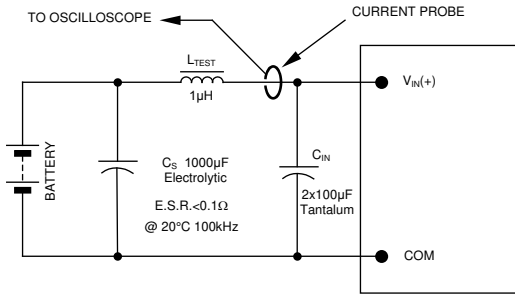 TO OSCILLOSCOPE
CURRENT PROBE
LTEST
1µH
VIN(+)
BATTERY
CS 1000µF
Electrolytic
E.S.R.<0.1Ω
@ 20°C 100kHz
CIN
2x100µF
Tantalum
COM